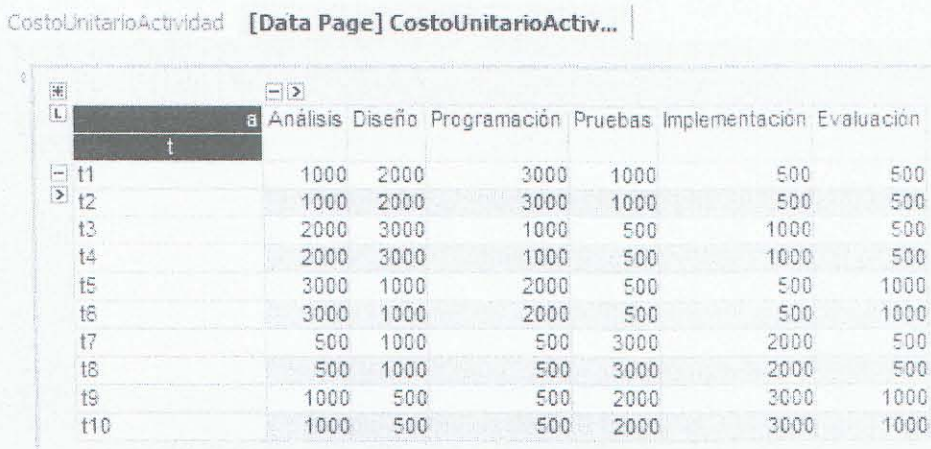 CostoUnitarioActividad [Data Page] CostoUnitarioActiv...
a Análisis Diseño Programación Pruebas Implementación Evaluación
t
t1 1000 2000 3000 1000 500 500
t2 1000 2000 3000 1000 500 500
t3 2000 3000 1000 500 1000 500
t4 2000 3000 1000 500 1000 500
t5 3000 1000 2000 500 500 1000
t6 3000 1000 2000 500 500 1000
t7 500 1000 500 3000 2000 500
t8 500 1000 500 3000 2000 500
t9 1000 500 500 2000 3000 1000
t10 1000 500 500 2000 3000 1000